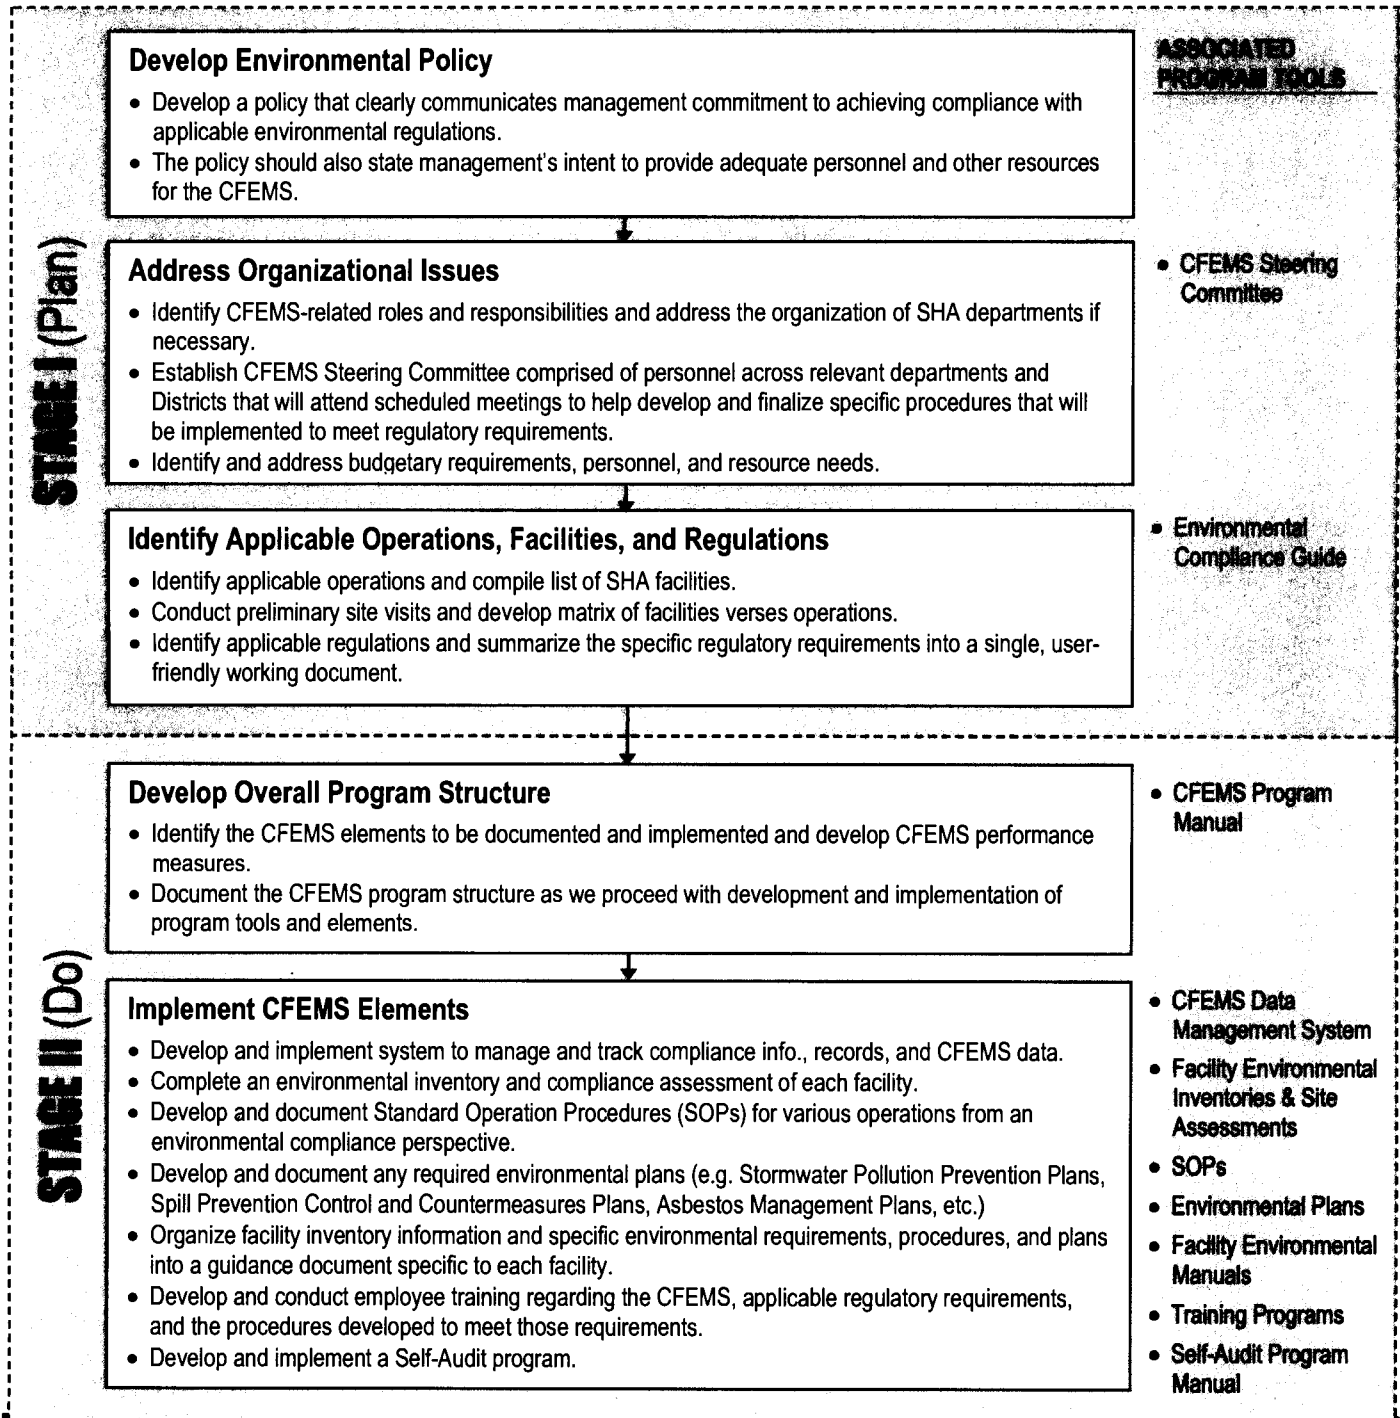 ASSOCIATED
PROGRAM TOOLS
STAGE I (Plan)
Develop Environmental Policy
• Develop a policy that clearly communicates management commitment to achieving compliance with
applicable environmental regulations.
• The policy should also state management's intent to provide adequate personnel and other resources
for the CFEMS.
Address Organizational Issues
• Identify CFEMS-related roles and responsibilities and address the organization of SHA departments if
necessary.
• Establish CFEMS Steering Committee comprised of personnel across relevant departments and
Districts that will attend scheduled meetings to help develop and finalize specific procedures that will
be implemented to meet regulatory requirements.
• Identify and address budgetary requirements, personnel, and resource needs.
• CFEMS Steering
Committee
Identify Applicable Operations, Facilities, and Regulations
• Identify applicable operations and compile list of SHA facilities.
• Conduct preliminary site visits and develop matrix of facilities verses operations.
• Identify applicable regulations and summarize the specific regulatory requirements into a single, user-
friendly working document.
• Environmental
Compliance Guide
STAGE II (Do)
Develop Overall Program Structure
• Identify the CFEMS elements to be documented and implemented and develop CFEMS performance
measures.
• Document the CFEMS program structure as we proceed with development and implementation of
program tools and elements.
• CFEMS Program
Manual
Implement CFEMS Elements
• Develop and implement system to manage and track compliance info., records, and CFEMS data.
• Complete an environmental inventory and compliance assessment of each facility.
• Develop and document Standard Operation Procedures (SOPs) for various operations from an
environmental compliance perspective.
• Develop and document any required environmental plans (e.g. Stormwater Pollution Prevention Plans,
Spill Prevention Control and Countermeasures Plans, Asbestos Management Plans, etc.)
• Organize facility inventory information and specific environmental requirements, procedures, and plans
into a guidance document specific to each facility.
• Develop and conduct employee training regarding the CFEMS, applicable regulatory requirements,
and the procedures developed to meet those requirements.
• Develop and implement a Self-Audit program.
• CFEMS Data
Management System
• Facility Environmental
Inventories & Site
Assessments
• SOPs
• Environmental Plans
• Facility Environmental
Manuals
• Training Programs
• Self-Audit Program
Manual